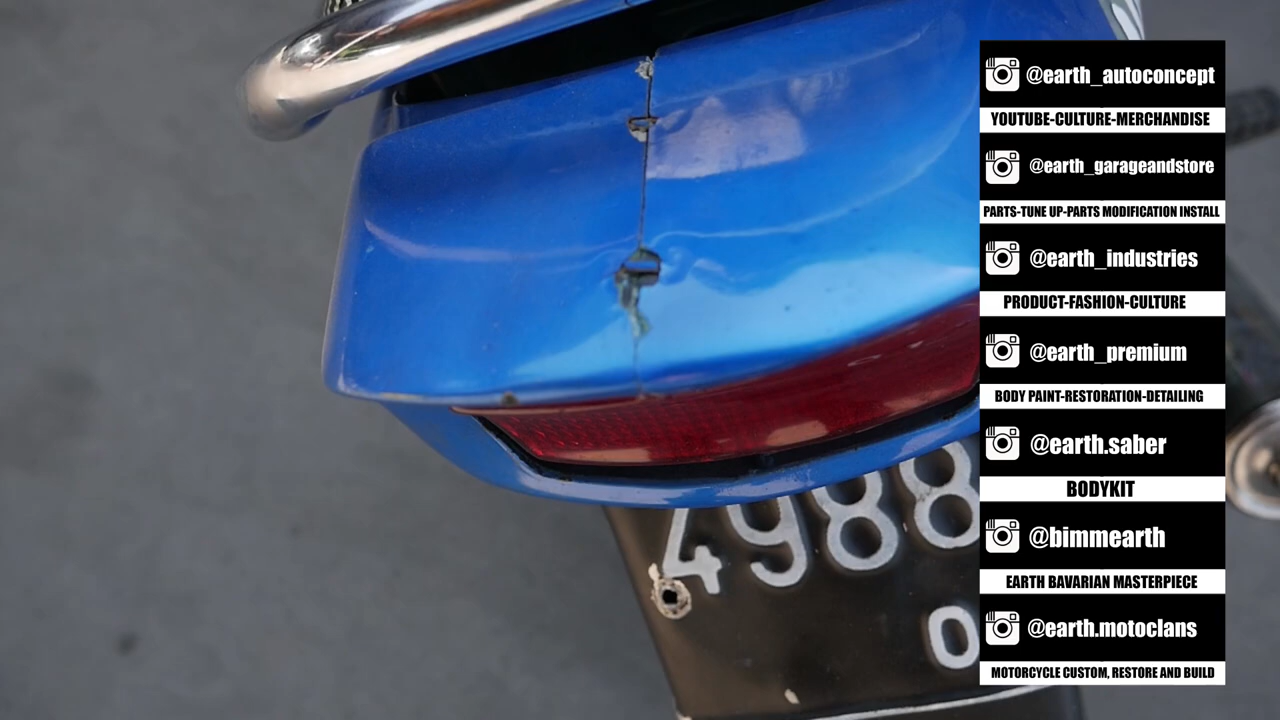 @earth_autoconcept
YOUTUBE-CULTURE-MERCHANDISE
@earth_garageandstore
PARTS-TUNE UP-PARTS MODIFICATION INSTALL
@earth_industries
PRODUCT-FASHION-CULTURE
@earth_premium
BODY PAINT-RESTORATION-DETAILING
@earth.saber
BODYKIT
@bimmearth
EARTH BAVARIAN MASTERPIECE
@earth.motoclans
MOTORCYCLE CUSTOM, RESTORE AND BUILD
4988
0